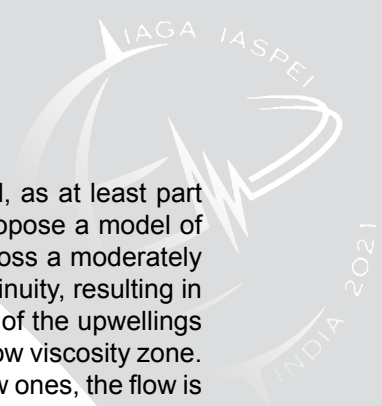 IAGA IASPEI
INDIA 2021
l, as at least part
opose a model of
oss a moderately
inuity, resulting in
of the upwellings
ow viscosity zone.
w ones, the flow is